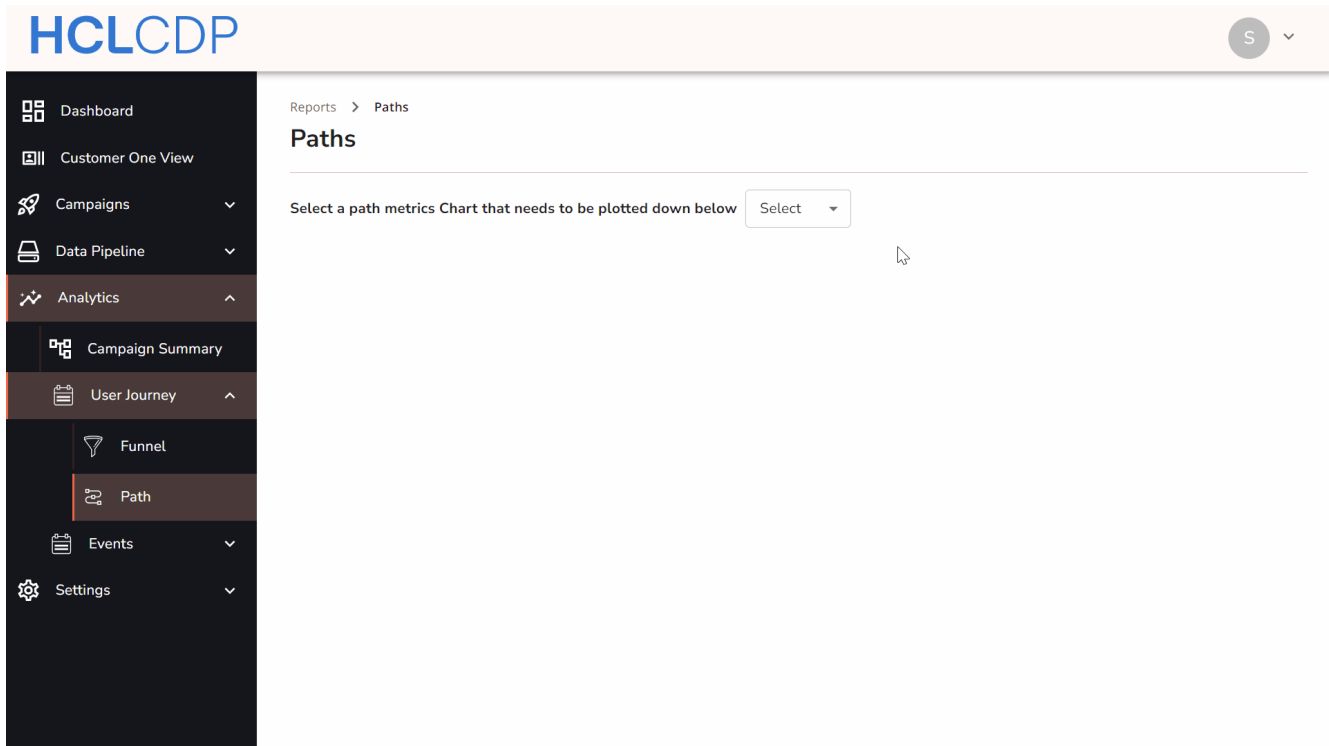 HCLCDP
S
Dashboard
Customer One View
Campaigns
Data Pipeline
Analytics
Campaign Summary
User Journey
Funnel
Path
Events
Settings
Reports > Paths
Paths
Select a path metrics Chart that needs to be plotted down below Select